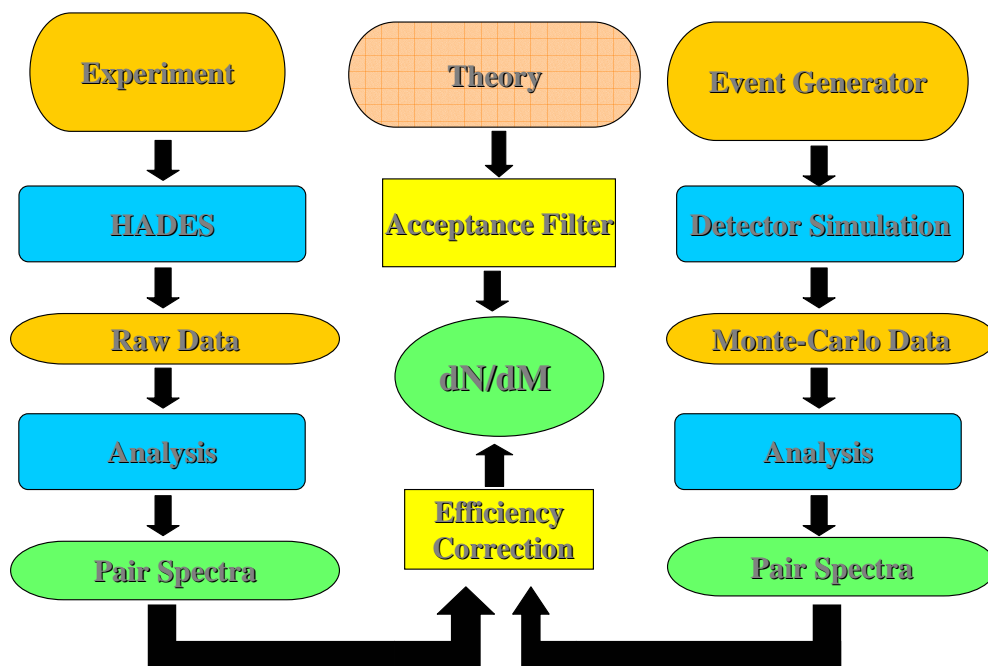 Experiment
Theory
Event Generator
HADES
Acceptance Filter
Detector Simulation
Raw Data
Monte-Carlo Data
dN/dM
Analysis
Analysis
Efficiency
Correction
Pair Spectra
Pair Spectra